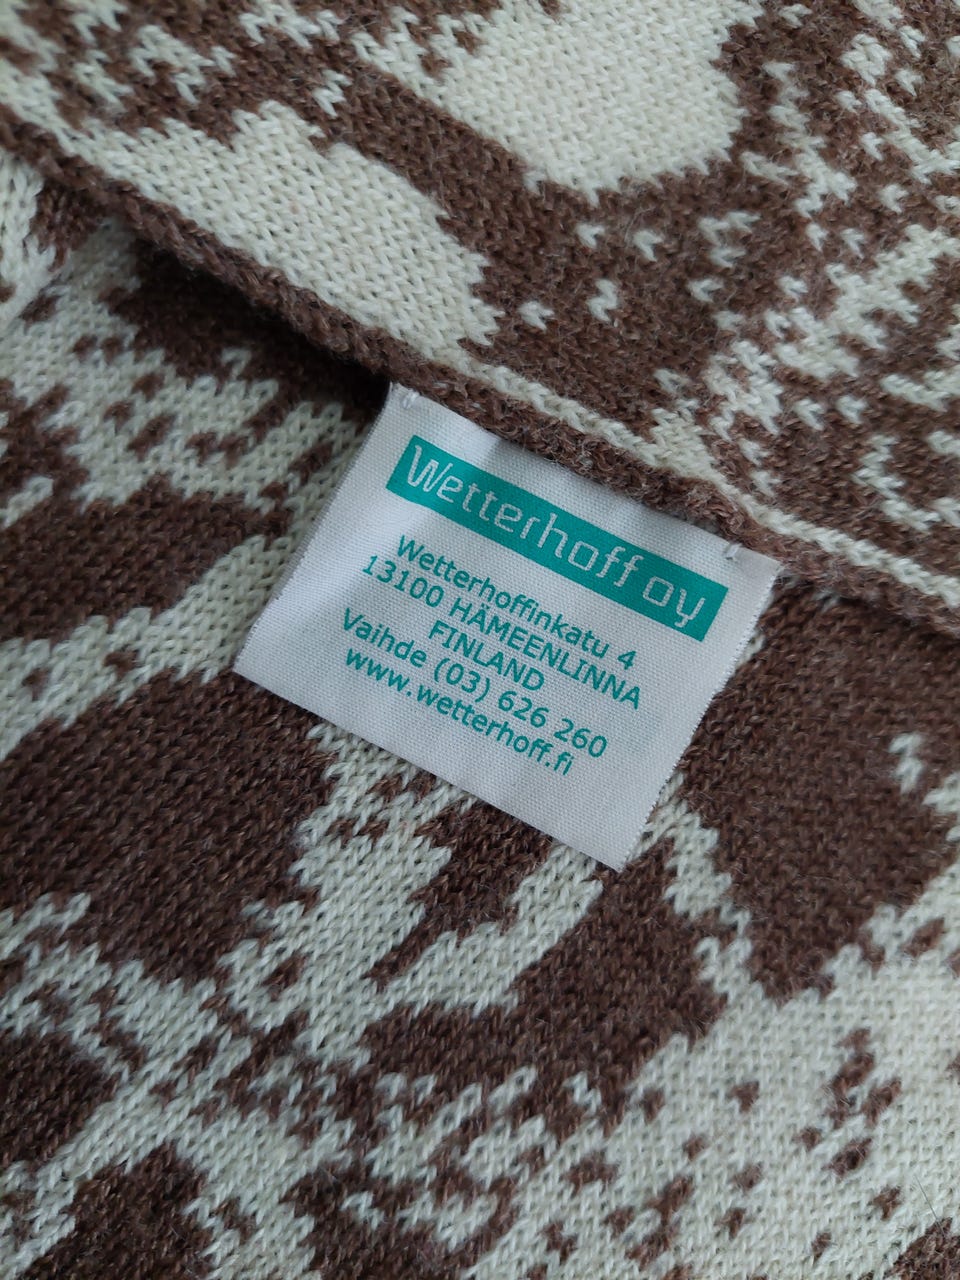 Wetterhoff oy
Wetterhoffinkatu 4
13100 HÄMEENLINNA
FINLAND
Vaihde (03) 626 260
www.wetterhoff.fi